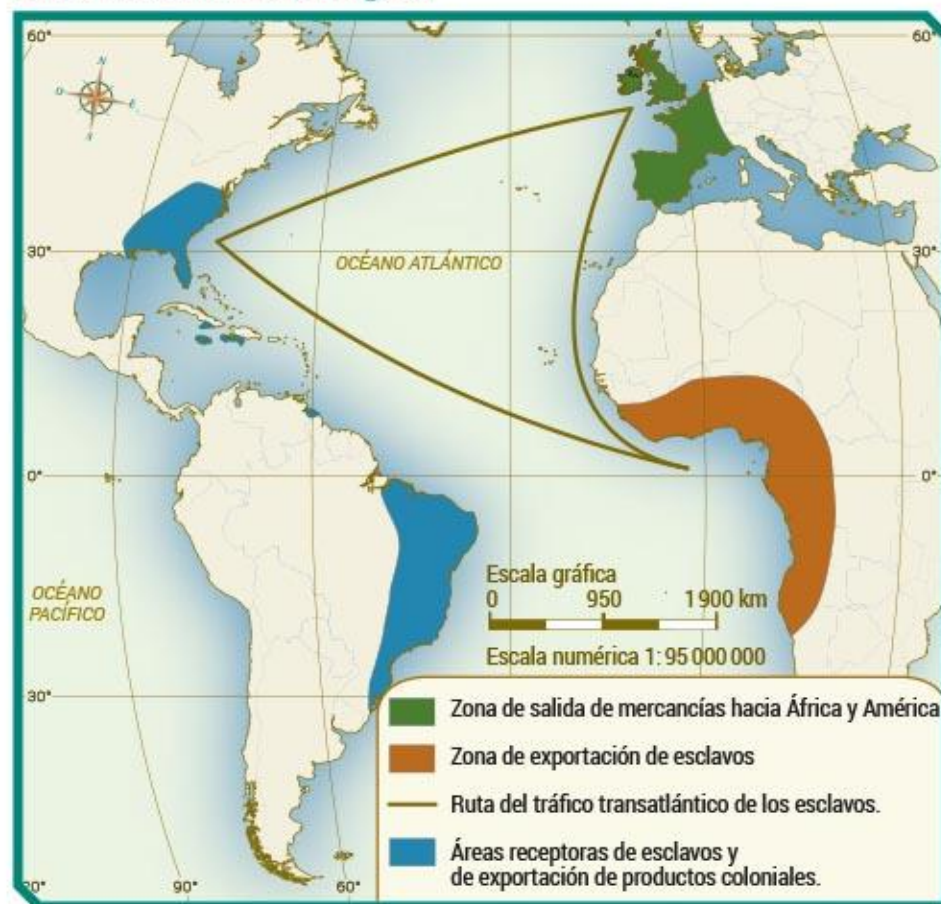 60°
60°
N
O
E
S
30°
30°
OCÉANO ATLÁNTICO
0°
0°
OCÉANO
PACÍFICO
Escala gráfica
0 950 1 900 km
Escala numérica 1: 95 000 000
30°
Zona de salida de mercancías hacia África y América
Zona de exportación de esclavos
Ruta del tráfico transatlántico de los esclavos.
Áreas receptoras de esclavos y
de exportación de productos coloniales.
90°
60°